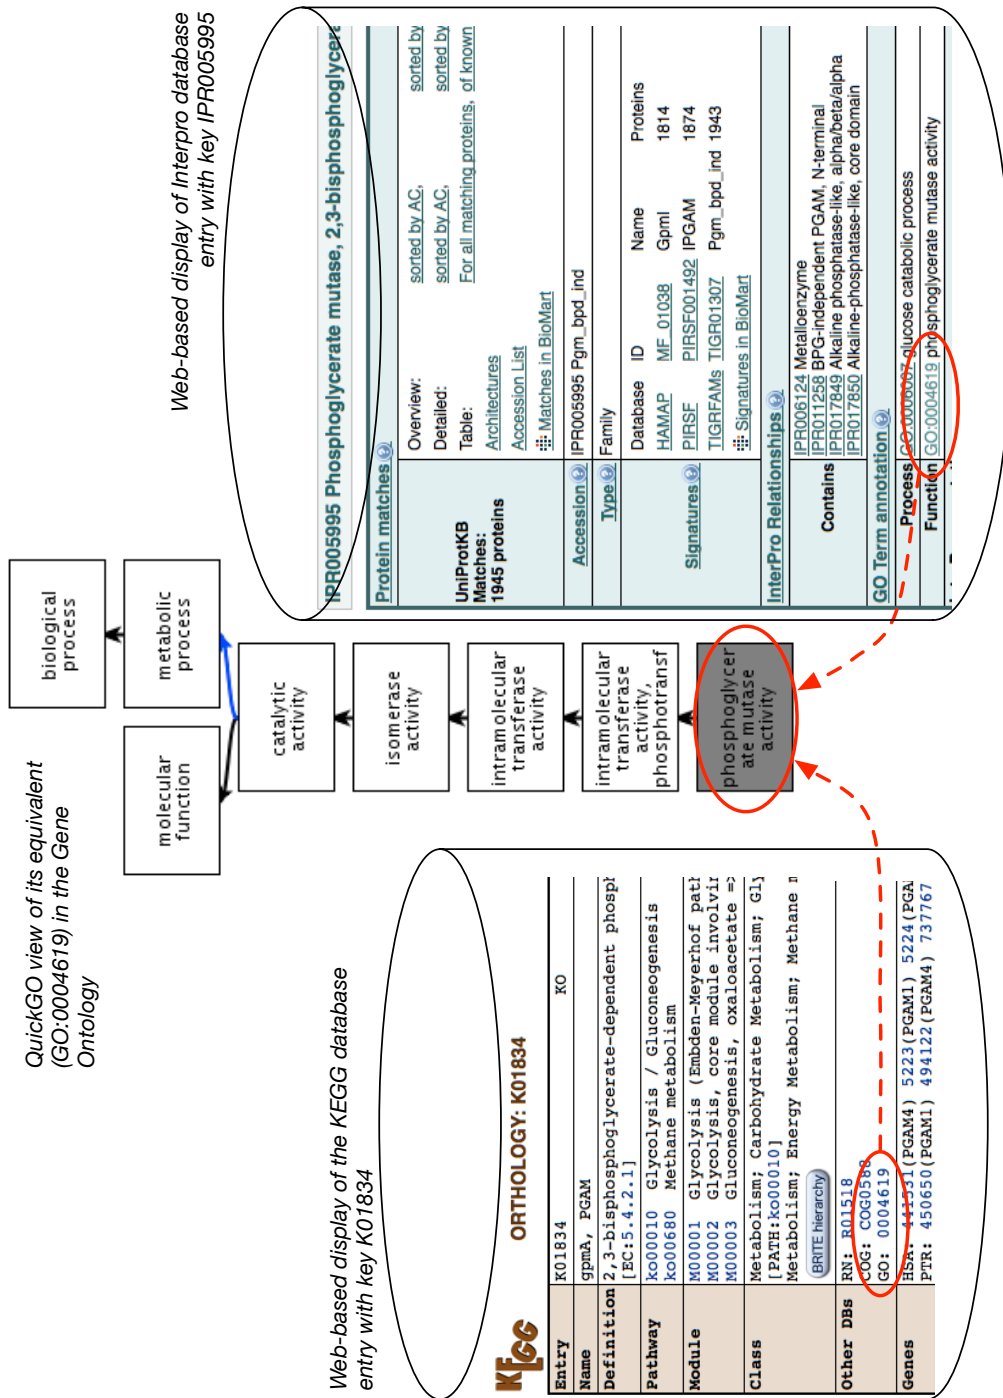 QuickGO view of its equivalent
(GO:0004619) in the Gene
Ontology
Web-based display of the KEGG database
entry with key K01834
KEGG
ORTHOLOGY: K01834
Entry K01834 KO
Name gpmA, PGAM
Definition 2,3-bisphosphoglycerate-dependent phosph
[EC:5.4.2.1]
Pathway ko00010 Glycolysis / Gluconeogenesis
ko00680 Methane metabolism
Module M00001 Glycolysis (Embden-Meyerhof path
M00002 Glycolysis, core module involvin
M00003 Gluconeogenesis, oxaloacetate =>
Class Metabolism; Carbohydrate Metabolism; Gly
[PATH:ko00010]
Metabolism; Energy Metabolism; Methane m
BRITE hierarchy
Other DBs RN: R01518
COG: COG0588
GO: 0004619
Genes HSA: 441531(PGAM4) 5223(PGAM1) 5224(PGA
PTR: 450650(PGAM1) 494122(PGAM4) 737767
biological
process
molecular
function
metabolic
process
catalytic
activity
isomerase
activity
intramolecular
transferase
activity
intramolecular
transferase
activity,
phosphotransf
phosphoglycer
ate mutase
activity
Web-based display of Interpro database
entry with key IPR005995
IPR005995 Phosphoglycerate mutase, 2,3-bisphosphoglycera
Protein matches
UniProtKB
Matches:
1945 proteins
Overview: sorted by AC, sorted by
Detailed: sorted by AC, sorted by
Table: For all matching proteins, of known
Architectures
Accession List
Matches in BioMart
Accession IPR005995 Pgm_bpd_ind
Type Family
Signatures
Database ID Name Proteins
HAMAP MF_01038 GpmI 1814
PIRSF PIRSF001492 IPGAM 1874
TIGRFAMs TIGR01307 Pgm_bpd_ind 1943
Signatures in BioMart
InterPro Relationships
Contains IPR006124 Metalloenzyme
IPR011258 BPG-independent PGAM, N-terminal
IPR017849 Alkaline phosphatase-like, alpha/beta/alpha
IPR017850 Alkaline-phosphatase-like, core domain
GO Term annotation
Process GO:0006007 glucose catabolic process
Function GO:0004619 phosphoglycerate mutase activity